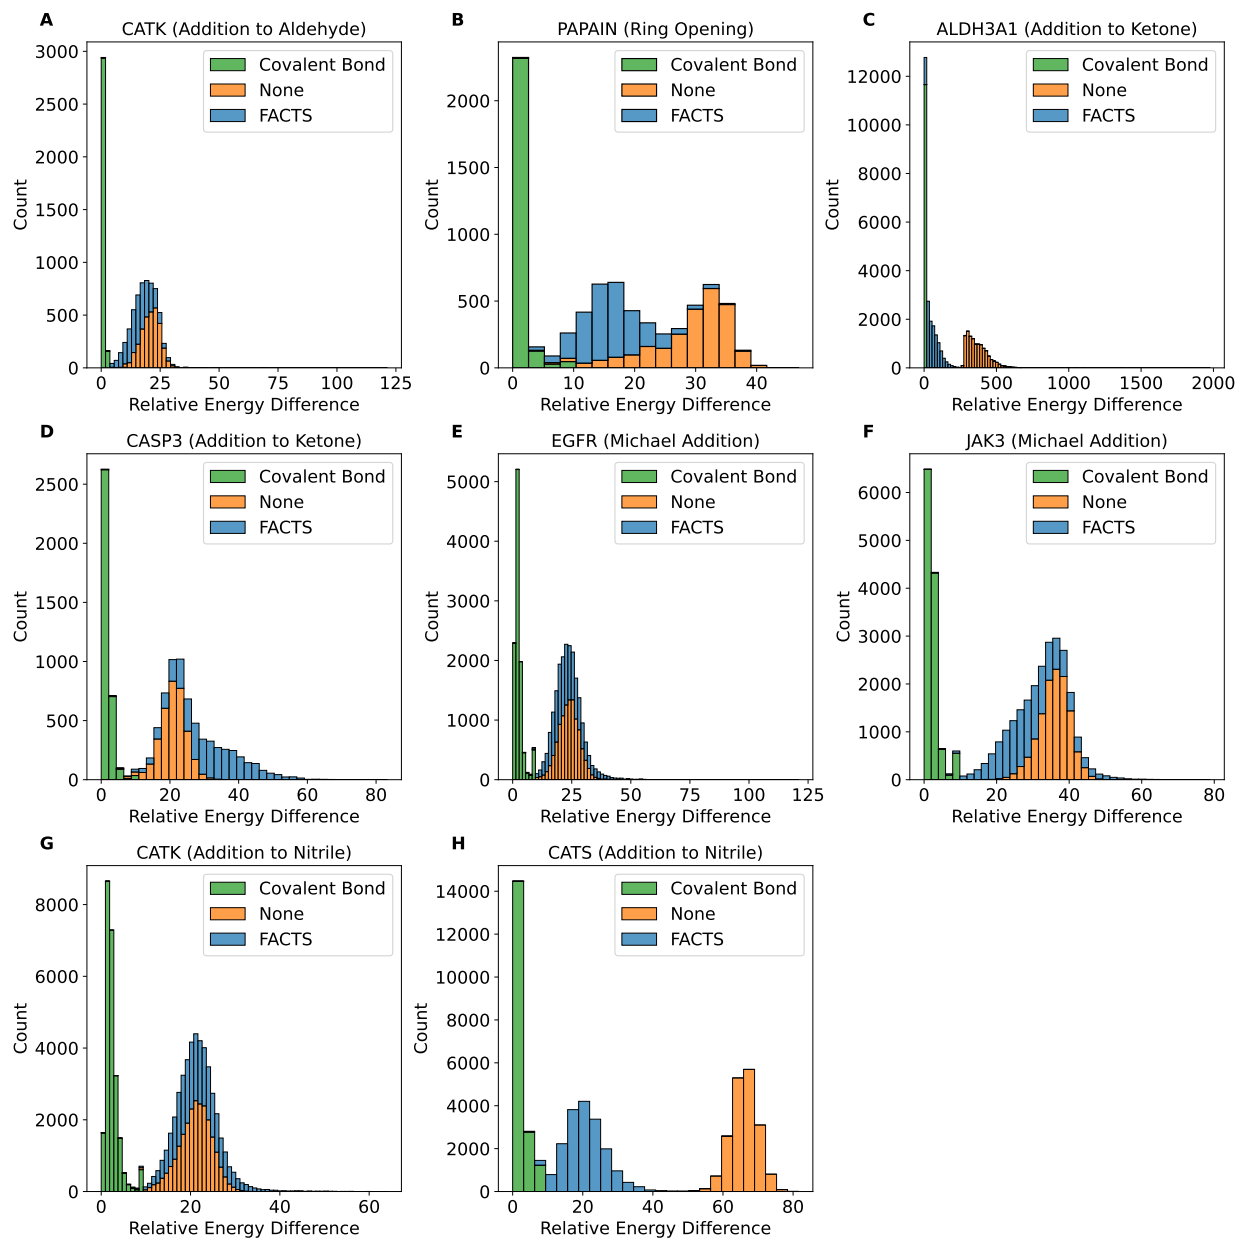 A
CATK (Addition to Aldehyde)
Count
3000
2500
2000
1500
1000
500
0
Covalent Bond
None
FACTS
0 25 50 75 100 125
Relative Energy Difference
B
PAPAIN (Ring Opening)
Count
2000
1500
1000
500
0
Covalent Bond
None
FACTS
0 10 20 30 40
Relative Energy Difference
C
ALDH3A1 (Addition to Ketone)
Count
12000
10000
8000
6000
4000
2000
0
Covalent Bond
None
FACTS
0 500 1000 1500 2000
Relative Energy Difference
D
CASP3 (Addition to Ketone)
Count
2500
2000
1500
1000
500
0
Covalent Bond
None
FACTS
0 20 40 60 80
Relative Energy Difference
E
EGFR (Michael Addition)
Count
5000
4000
3000
2000
1000
0
Covalent Bond
None
FACTS
0 25 50 75 100 125
Relative Energy Difference
F
JAK3 (Michael Addition)
Count
6000
5000
4000
3000
2000
1000
0
Covalent Bond
None
FACTS
0 20 40 60 80
Relative Energy Difference
G
CATK (Addition to Nitrile)
Count
8000
6000
4000
2000
0
Covalent Bond
None
FACTS
0 20 40 60
Relative Energy Difference
H
CATS (Addition to Nitrile)
Count
14000
12000
10000
8000
6000
4000
2000
0
Covalent Bond
None
FACTS
0 20 40 60 80
Relative Energy Difference